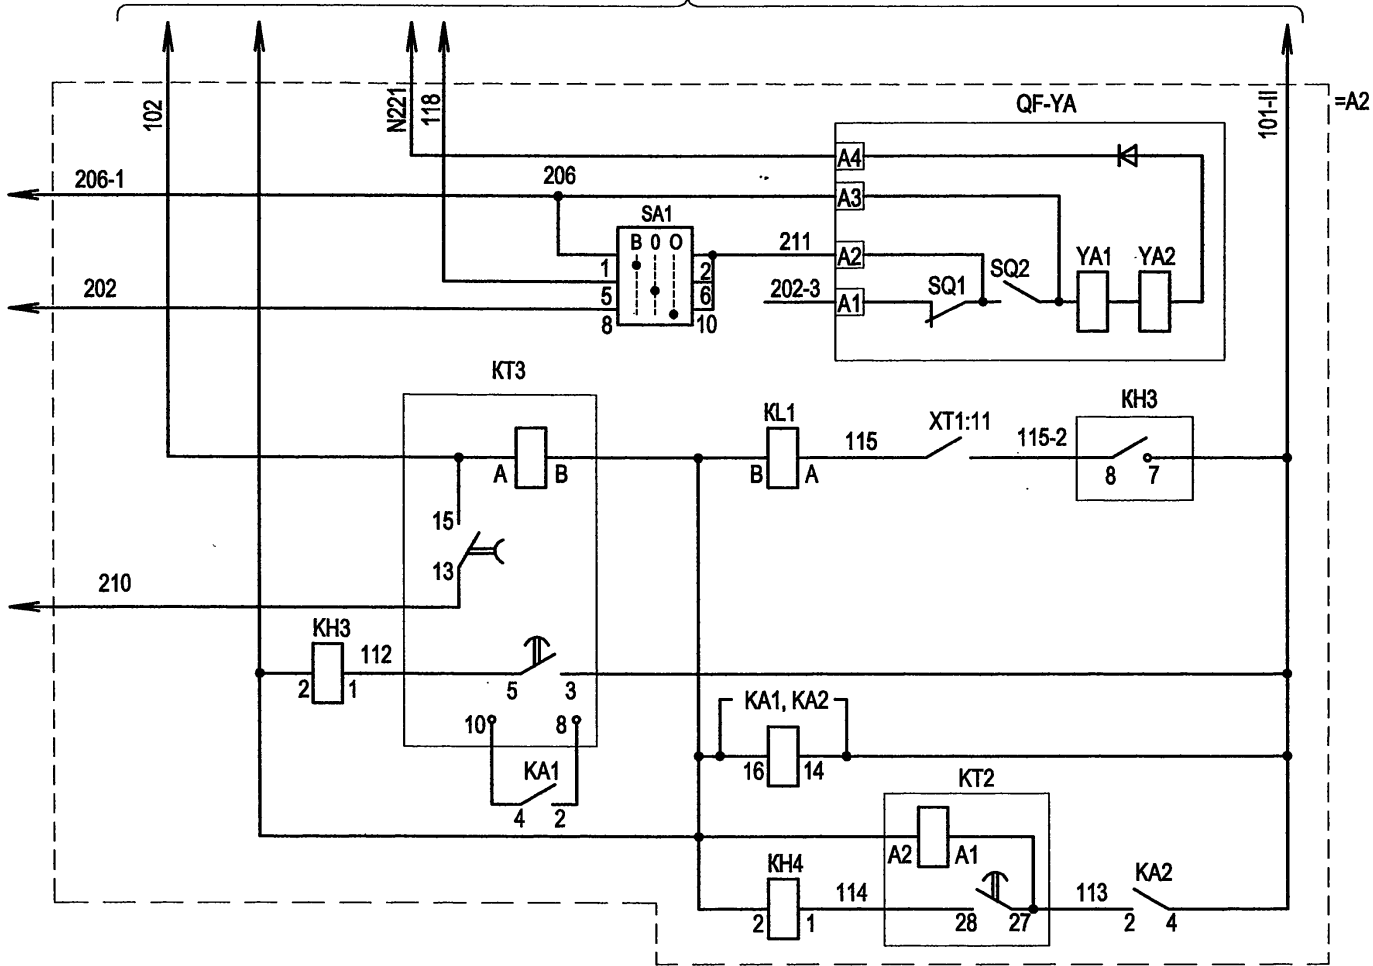 102
N221
118
101-II
=A2
QF-YA
A4
206-1
206
A3
SA1
B 0 O
211
A2
YA1
YA2
1
2
SQ1
SQ2
202
5
6
202-3
A1
8
10
KT3
KL1
XT1:11
KH3
115
115-2
A
B
B
A
8
7
15
13
210
KH3
112
2
1
5
3
KA1, KA2
10
8
16
14
KA1
KT2
4
2
A2
A1
KH4
114
113
KA2
2
1
28
27
2
4